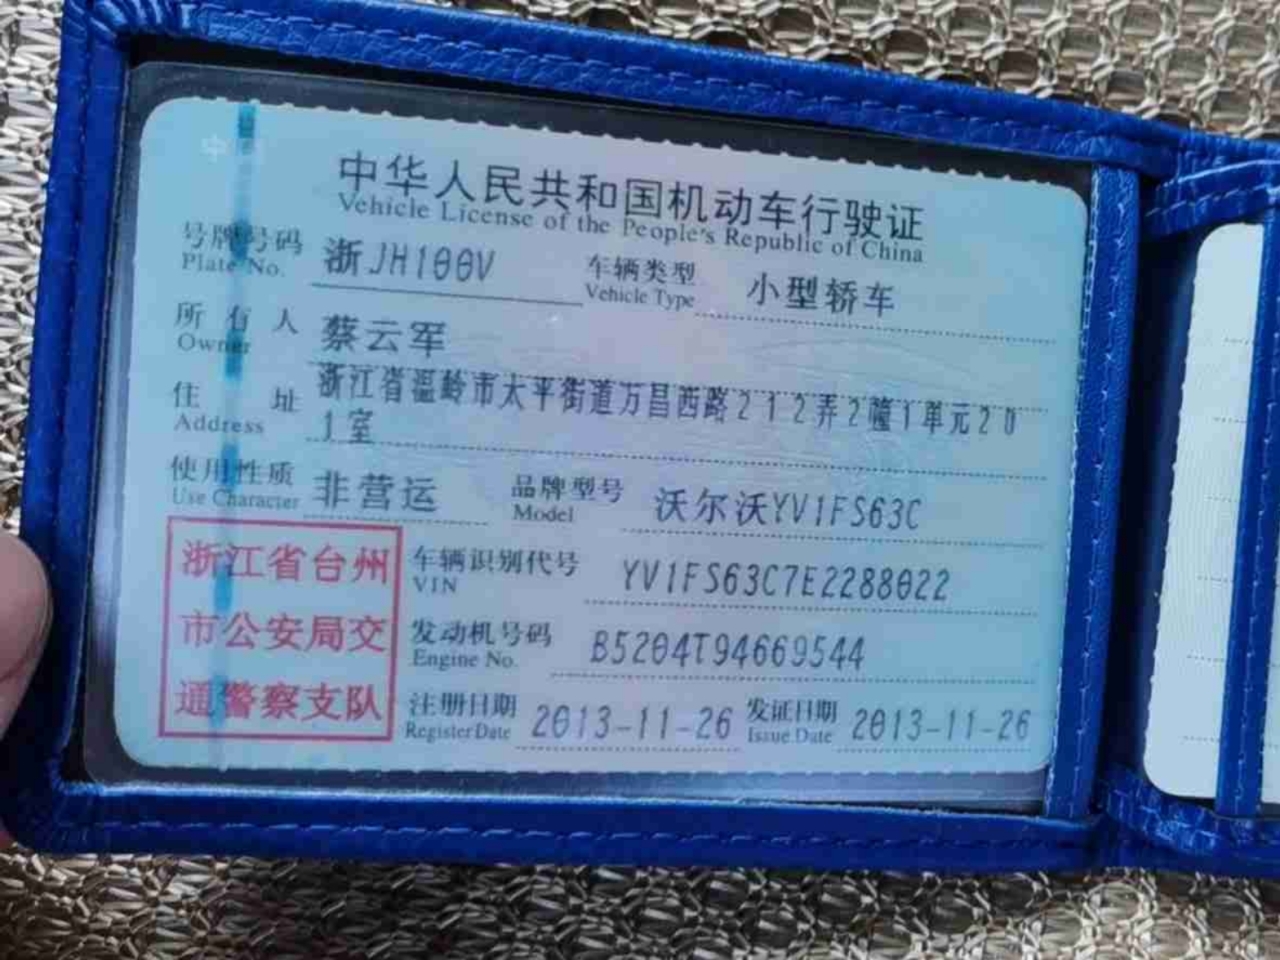 中华人民共和国机动车行驶证
Vehicle License of the People's Republic of China
号牌号码 浙JH100V 车辆类型 小型轿车
Plate No. Vehicle Type
所有人 蔡云军
Owner
住址 浙江省温岭市太平街道万昌西路212弄2幢1单元20
Address 1室
使用性质 非营运 品牌型号 沃尔沃YV1FS63C
Use Character Model
浙江省台州
市公安局交
通警察支队
车辆识别代号 YV1FS63C7E2288022
VIN
发动机号码 B5204T94669544
Engine No.
注册日期 2013-11-26 发证日期 2013-11-26
Register Date Issue Date